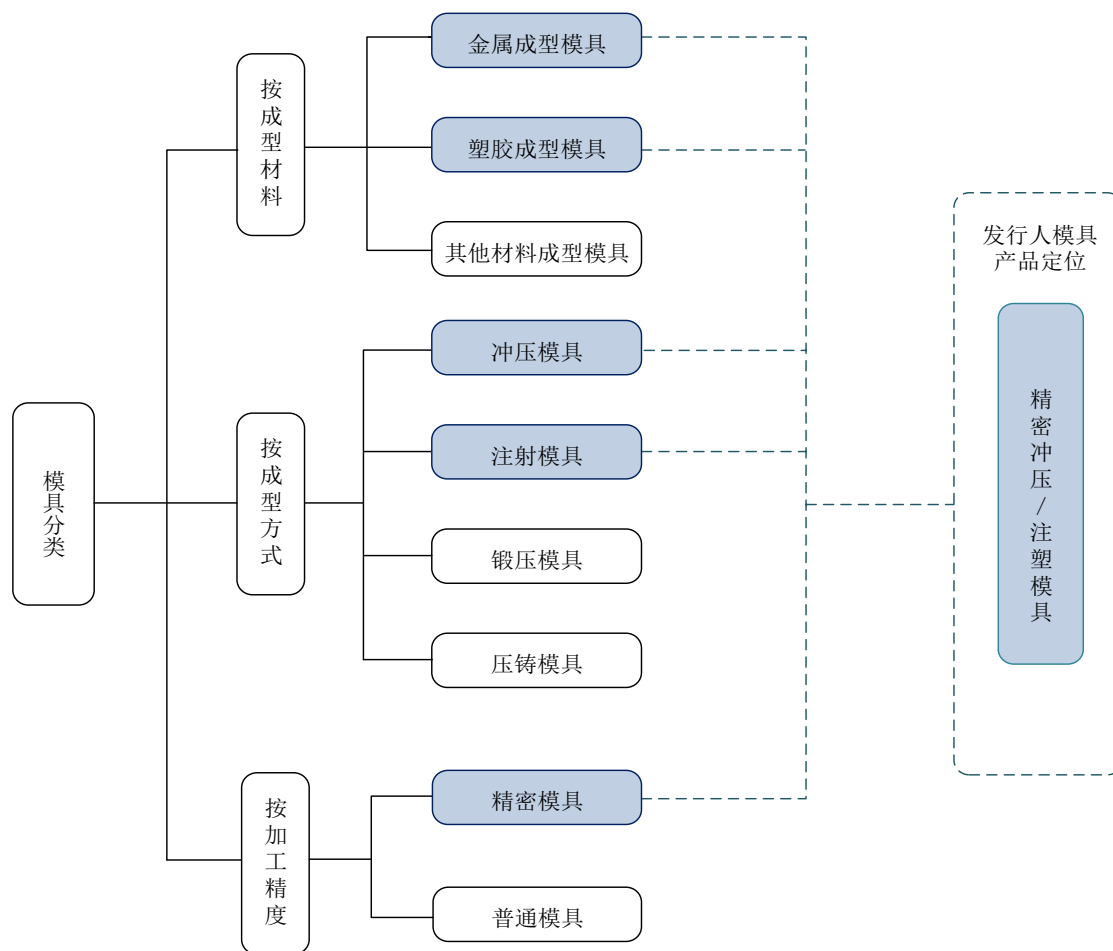 模具分类
按成型材料
金属成型模具
塑胶成型模具
其他材料成型模具
按成型方式
冲压模具
注射模具
锻压模具
压铸模具
按加工精度
精密模具
普通模具
发行人模具
产品定位
精密冲压/注塑模具